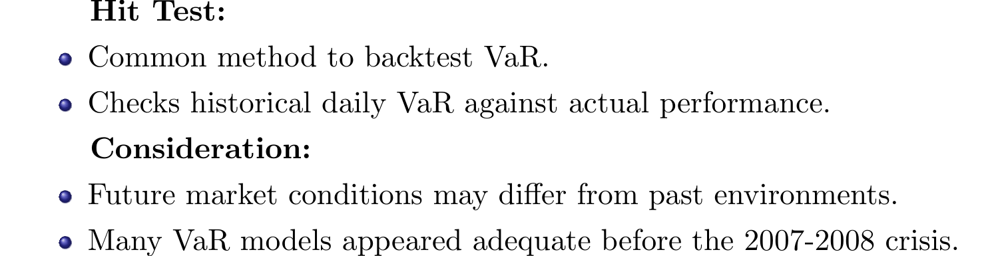 Hit Test:
Common method to backtest VaR.
Checks historical daily VaR against actual performance.
Consideration:
Future market conditions may differ from past environments.
Many VaR models appeared adequate before the 2007-2008 crisis.